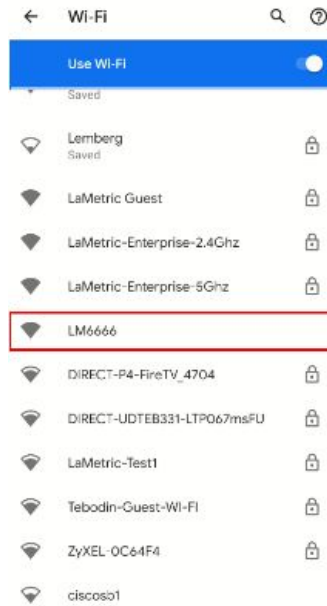 Wi-Fi
Use Wi-Fi
Saved
Lemberg
Saved
LaMetric Guest
LaMetric-Enterprise-2.4Ghz
LaMetric-Enterprise-5Ghz
LM6666
DIRECT-P4-FireTV_4704
DIRECT-UDTEB331-LTP067msFU
LaMetric-Test1
Tebodin-Guest-WI-FI
ZyXEL-0C64F4
ciscosb1